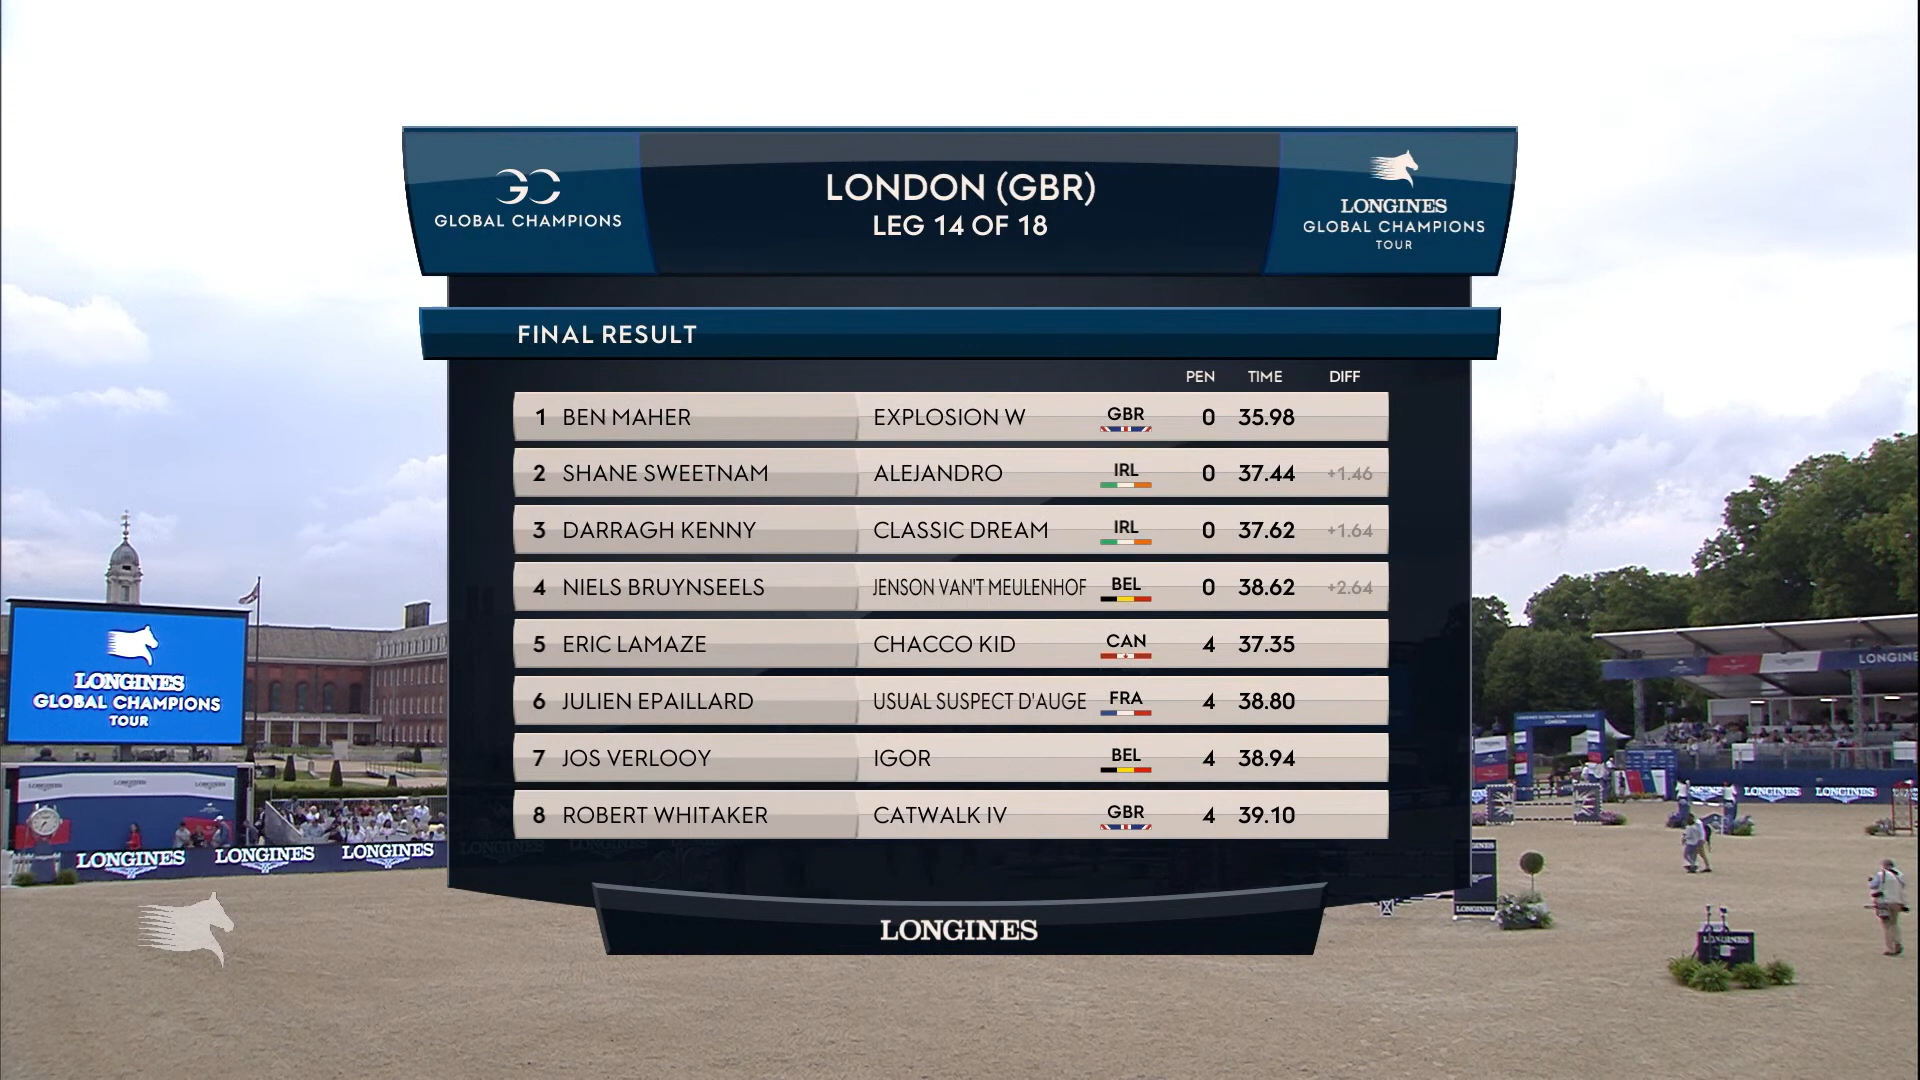 GC
GLOBAL CHAMPIONS
LONDON (GBR)
LEG 14 OF 18
LONGINES
GLOBAL CHAMPIONS
TOUR
FINAL RESULT
PEN TIME DIFF
1 BEN MAHER EXPLOSION W GBR 0 35.98
2 SHANE SWEETNAM ALEJANDRO IRL 0 37.44 +1.46
3 DARRAGH KENNY CLASSIC DREAM IRL 0 37.62 +1.64
4 NIELS BRUYNSEELS JENSON VAN'T MEULENHOF BEL 0 38.62 +2.64
5 ERIC LAMAZE CHACCO KID CAN 4 37.35
6 JULIEN EPAILLARD USUAL SUSPECT D'AUGE FRA 4 38.80
7 JOS VERLOOY IGOR BEL 4 38.94
8 ROBERT WHITAKER CATWALK IV GBR 4 39.10
LONGINES
LONGINES
GLOBAL CHAMPIONS
TOUR
LONGINES LONGINES LONGINES
LONGINES LONGINES
LONGINES
LONGINES